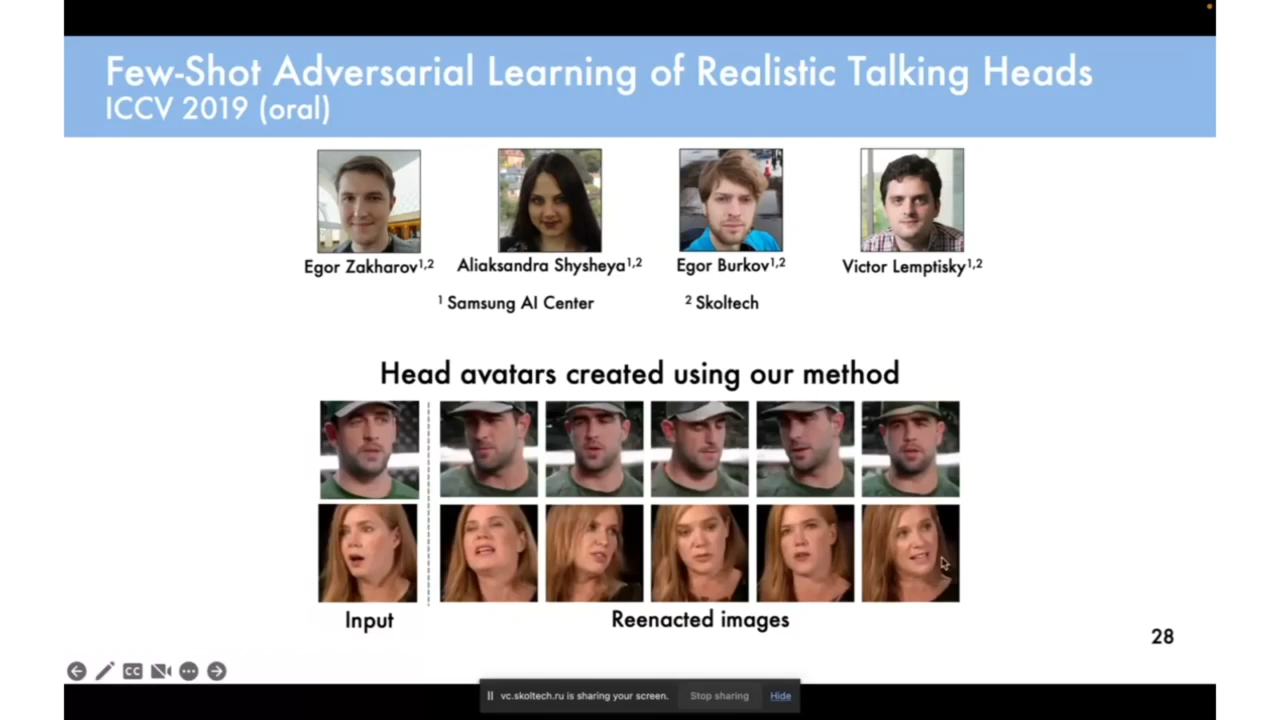 Few-Shot Adversarial Learning of Realistic Talking Heads
ICCV 2019 (oral)
Egor Zakharov1,2
Aliaksandra Shysheya1,2
Egor Burkov1,2
Victor Lemptisky1,2
1 Samsung AI Center
2 Skoltech
Head avatars created using our method
Input
Reenacted images
28
CC
vc.skoltech.ru is sharing your screen.
Stop sharing
Hide